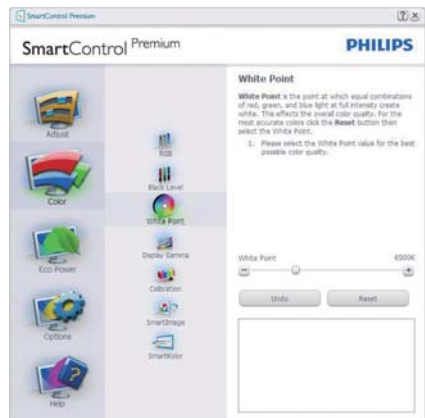 SmartControl Premium
SmartControl Premium
PHILIPS
Adjust
Color
Eco Power
Options
Help
RGB
Black Level
White Point
Display Gamma
Calibration
SmartImage
SmartKolor
White Point
White Point is the point at which equal combinations
of red, green, and blue light at full intensity create
white. This effects the overall color quality. For the
most accurate colors click the Reset button then
select the White Point.
1. Please select the White Point value for the best
possible color quality.
White Point 6500K
Undo Reset